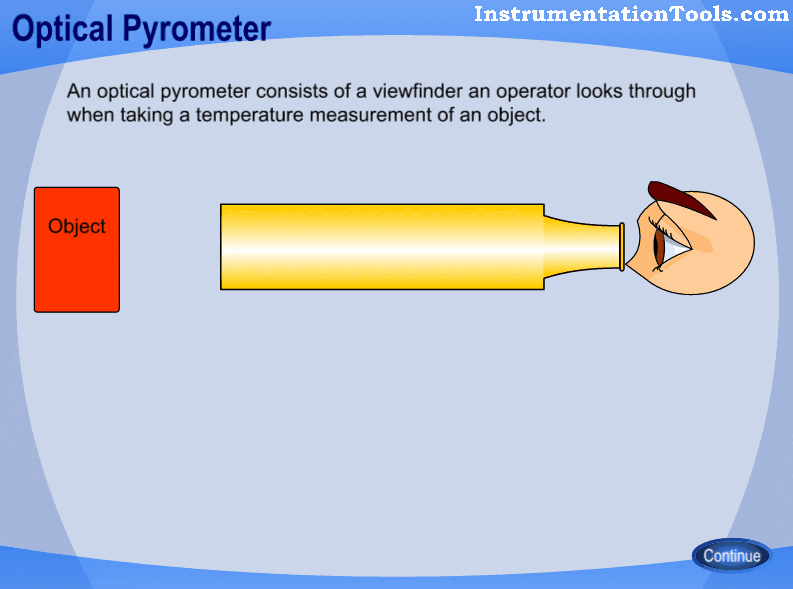 Optical Pyrometer
InstrumentationTools.com
An optical pyrometer consists of a viewfinder an operator looks through
when taking a temperature measurement of an object.
Object
Continue